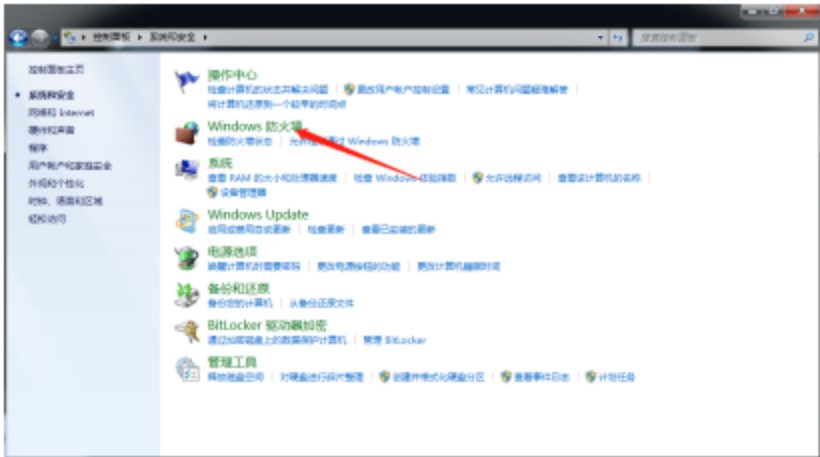 控制面板 ▸ 系统和安全 ▸
搜索控制面板
控制面板主页
系统和安全
网络和 Internet
硬件和声音
程序
用户帐户和家庭安全
外观和个性化
时钟、语言和区域
轻松访问
操作中心
检查计算机的状态并解决问题 | 更改用户帐户控制设置 | 常见计算机问题疑难解答
将计算机还原到一个较早的时间点
Windows 防火墙
检查防火墙状态 | 允许程序通过 Windows 防火墙
系统
查看 RAM 的大小和处理器速度 | 检查 Windows 体验指数 | 允许远程访问 | 查看该计算机的名称
设备管理器
Windows Update
启用或禁用自动更新 | 检查更新 | 查看已安装的更新
电源选项
唤醒计算机时需要密码 | 更改电源按钮的功能 | 更改计算机睡眠时间
备份和还原
备份您的计算机 | 从备份还原文件
BitLocker 驱动器加密
通过加密磁盘上的数据保护计算机 | 管理 BitLocker
管理工具
释放磁盘空间 | 对硬盘进行碎片整理 | 创建并格式化硬盘分区 | 查看事件日志 | 计划任务